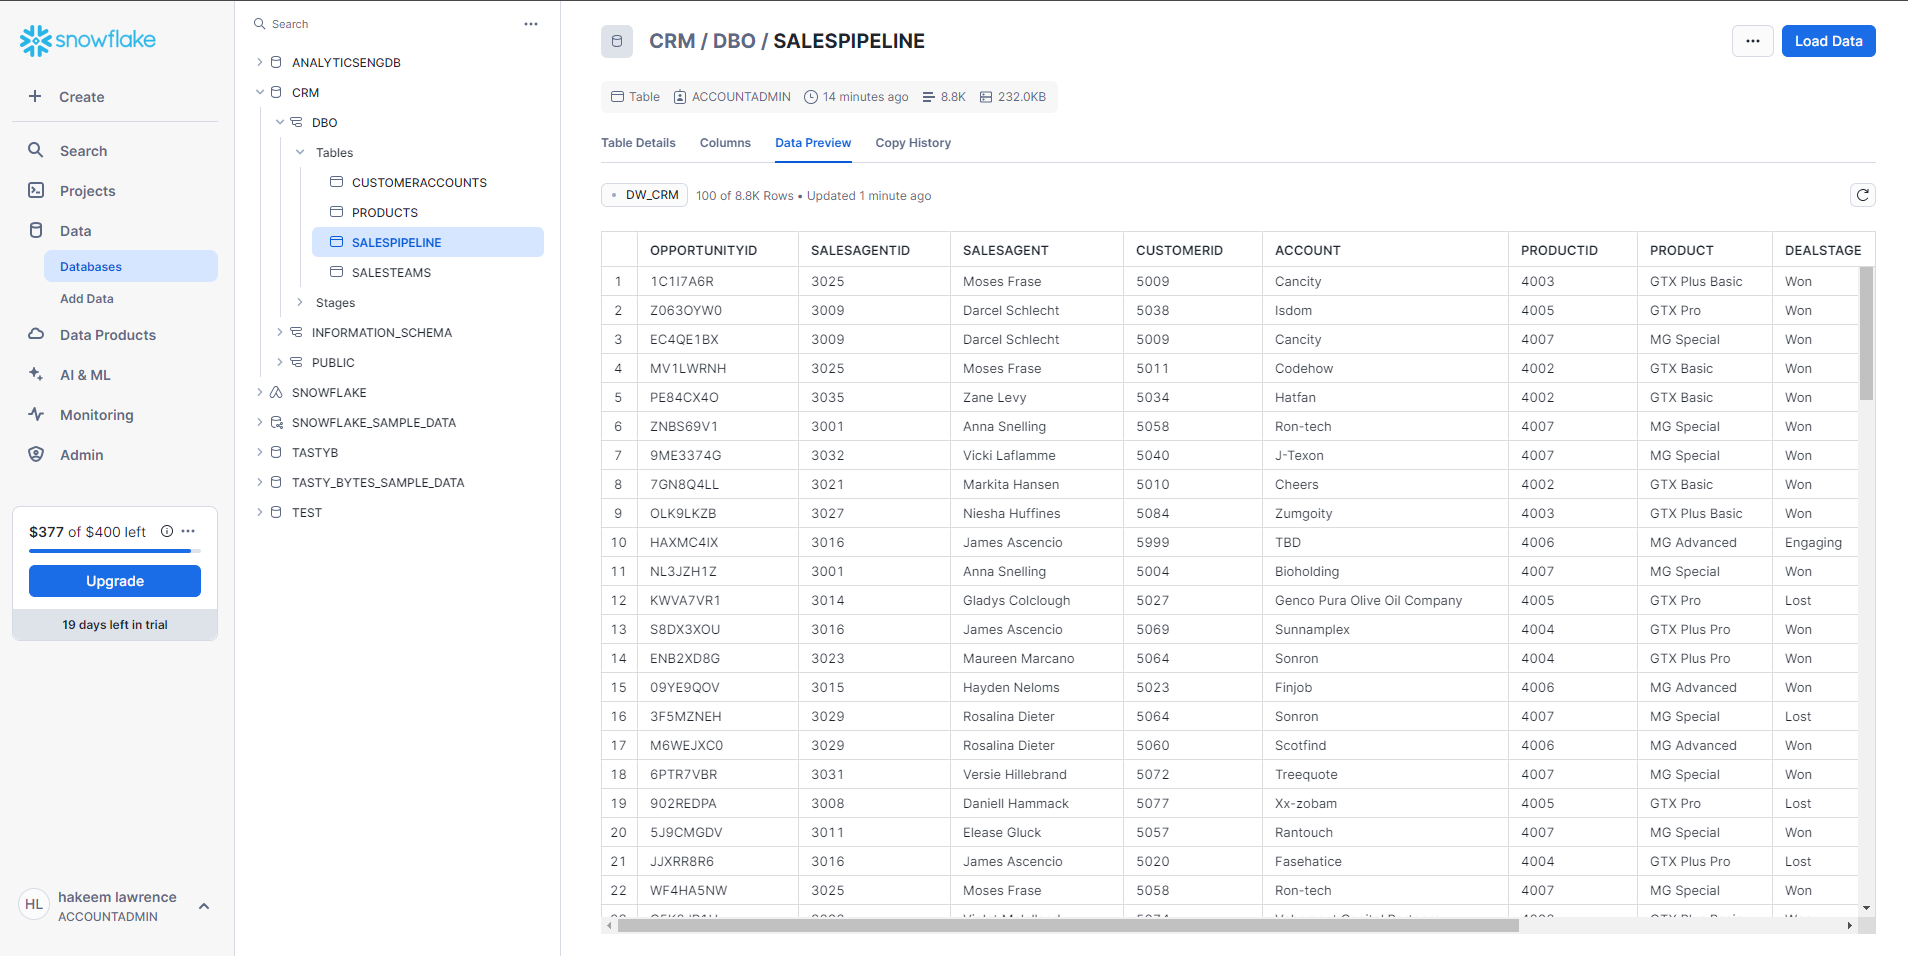 snowflake
Create
Search
Projects
Data
Databases
Add Data
Data Products
AI & ML
Monitoring
Admin
$377 of $400 left
Upgrade
19 days left in trial
HL
hakeem lawrence
ACCOUNTADMIN
Search
ANALYTICSENGDB
CRM
DBO
Tables
CUSTOMERACCOUNTS
PRODUCTS
SALESPIPELINE
SALESTEAMS
Stages
INFORMATION_SCHEMA
PUBLIC
SNOWFLAKE
SNOWFLAKE_SAMPLE_DATA
TASTYB
TASTY_BYTES_SAMPLE_DATA
TEST
CRM / DBO / SALESPIPELINE
Load Data
Table ACCOUNTADMIN 14 minutes ago 8.8K 232.0KB
Table Details Columns Data Preview Copy History
DW_CRM 100 of 8.8K Rows • Updated 1 minute ago
OPPORTUNITYID SALESAGENTID SALESAGENT CUSTOMERID ACCOUNT PRODUCTID PRODUCT DEALSTAGE
1 1C1I7A6R 3025 Moses Frase 5009 Cancity 4003 GTX Plus Basic Won
2 Z063OYW0 3009 Darcel Schlecht 5038 Isdom 4005 GTX Pro Won
3 EC4QE1BX 3009 Darcel Schlecht 5009 Cancity 4007 MG Special Won
4 MV1LWRNH 3025 Moses Frase 5011 Codehow 4002 GTX Basic Won
5 PE84CX4O 3035 Zane Levy 5034 Hatfan 4002 GTX Basic Won
6 ZNBS69V1 3001 Anna Snelling 5058 Ron-tech 4007 MG Special Won
7 9ME3374G 3032 Vicki Laflamme 5040 J-Texon 4007 MG Special Won
8 7GN8Q4LL 3021 Markita Hansen 5010 Cheers 4002 GTX Basic Won
9 OLK9LKZB 3027 Niesha Huffines 5084 Zumgoity 4003 GTX Plus Basic Won
10 HAXMC4IX 3016 James Ascencio 5999 TBD 4006 MG Advanced Engaging
11 NL3JZH1Z 3001 Anna Snelling 5004 Bioholding 4007 MG Special Won
12 KWVA7VR1 3014 Gladys Colclough 5027 Genco Pura Olive Oil Company 4005 GTX Pro Lost
13 S8DX3XOU 3016 James Ascencio 5069 Sunnamplex 4004 GTX Plus Pro Won
14 ENB2XD8G 3023 Maureen Marcano 5064 Sonron 4004 GTX Plus Pro Won
15 09YE9QOV 3015 Hayden Neloms 5023 Finjob 4006 MG Advanced Won
16 3F5MZNEH 3029 Rosalina Dieter 5064 Sonron 4007 MG Special Lost
17 M6WEJXC0 3029 Rosalina Dieter 5060 Scotfind 4006 MG Advanced Won
18 6PTR7VBR 3031 Versie Hillebrand 5072 Treequote 4007 MG Special Won
19 902REDPA 3008 Daniell Hammack 5077 Xx-zobam 4005 GTX Pro Lost
20 5J9CMGDV 3011 Elease Gluck 5057 Rantouch 4007 MG Special Won
21 JJXRR8R6 3016 James Ascencio 5020 Fasehatice 4004 GTX Plus Pro Lost
22 WF4HA5NW 3025 Moses Frase 5058 Ron-tech 4007 MG Special Won